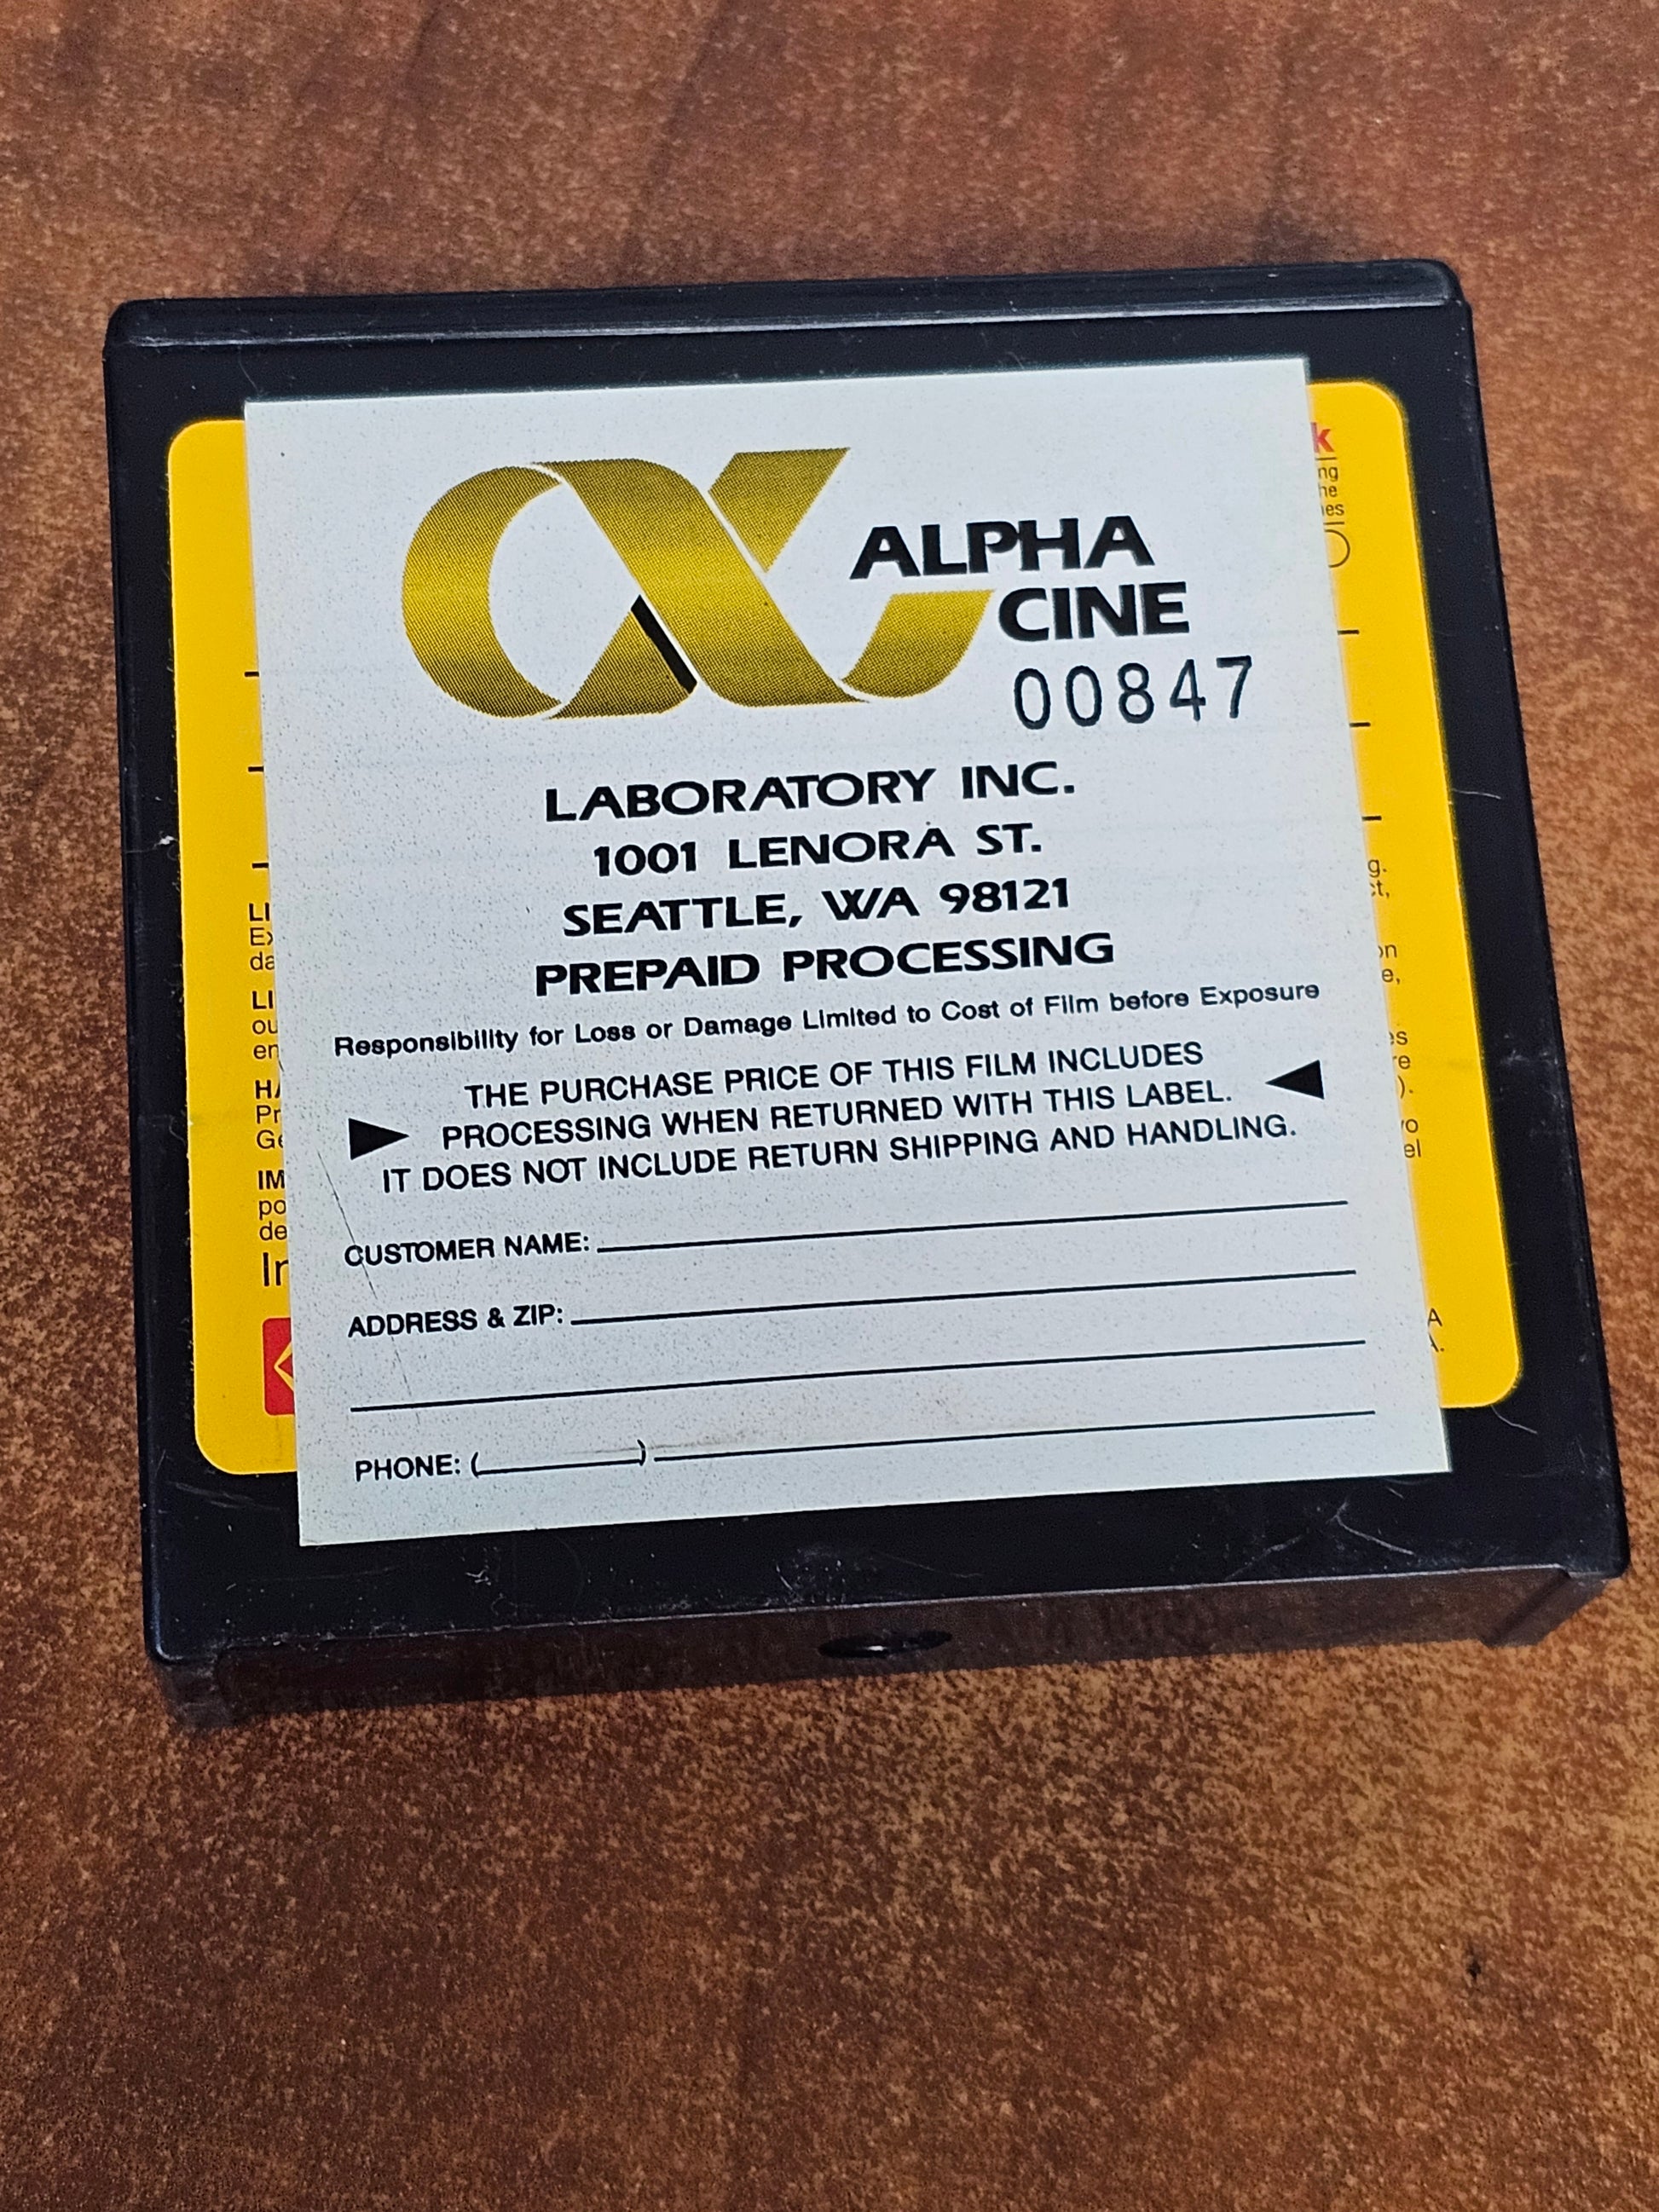 ALPHA
CINE
00847
LABORATORY INC.
1001 LENORA ST.
SEATTLE, WA 98121
PREPAID PROCESSING
Responsibility for Loss or Damage Limited to Cost of Film before Exposure
THE PURCHASE PRICE OF THIS FILM INCLUDES
PROCESSING WHEN RETURNED WITH THIS LABEL.
IT DOES NOT INCLUDE RETURN SHIPPING AND HANDLING.
CUSTOMER NAME:
ADDRESS & ZIP:
PHONE: ( )